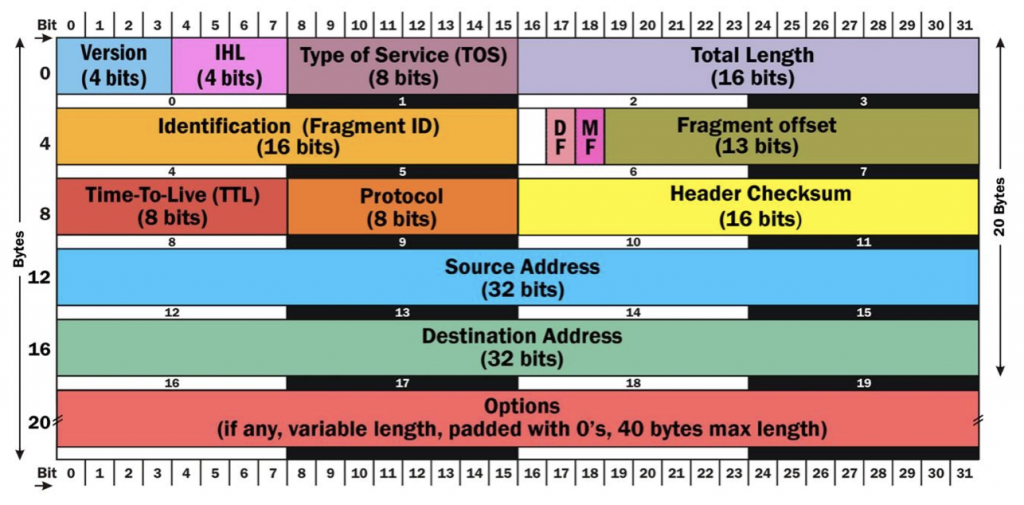 Bit 0 1 2 3 4 5 6 7 8 9 10 11 12 13 14 15 16 17 18 19 20 21 22 23 24 25 26 27 28 29 30 31
Version IHL Type of Service (TOS) Total Length
0 (4 bits) (4 bits) (8 bits) (16 bits)
0 1 2 3
Identification (Fragment ID) D M Fragment offset
4 (16 bits) F F (13 bits)
4 5 6 7
Time-To-Live (TTL) Protocol Header Checksum
8 (8 bits) (8 bits) (16 bits)
8 9 10 11
Source Address
12 (32 bits)
12 13 14 15
Destination Address
16 (32 bits)
16 17 18 19
Options
20 (if any, variable length, padded with 0's, 40 bytes max length)
Bit 0 1 2 3 4 5 6 7 8 9 10 11 12 13 14 15 16 17 18 19 20 21 22 23 24 25 26 27 28 29 30 31
Bytes
20 Bytes